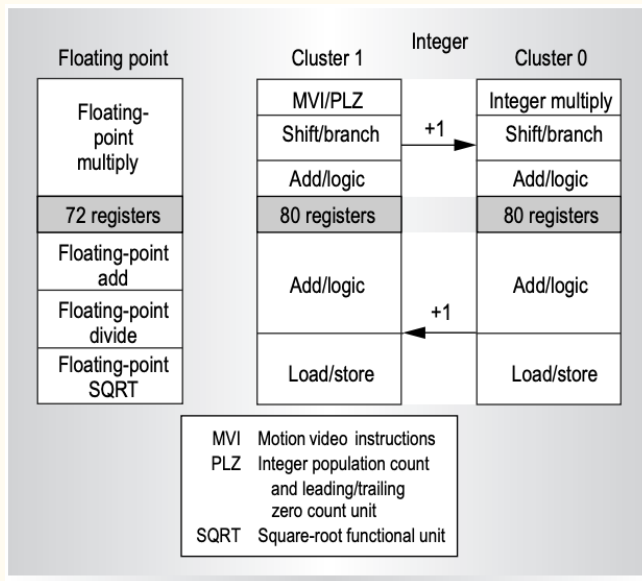 Integer
Floating point
Cluster 1
Cluster 0
Floating-
point
multiply
72 registers
Floating-point
add
Floating-point
divide
Floating-point
SQRT
MVI/PLZ
Shift/branch
Add/logic
80 registers
Add/logic
Load/store
+1
+1
Integer multiply
Shift/branch
Add/logic
80 registers
Add/logic
Load/store
MVI Motion video instructions
PLZ Integer population count
and leading/trailing
zero count unit
SQRT Square-root functional unit